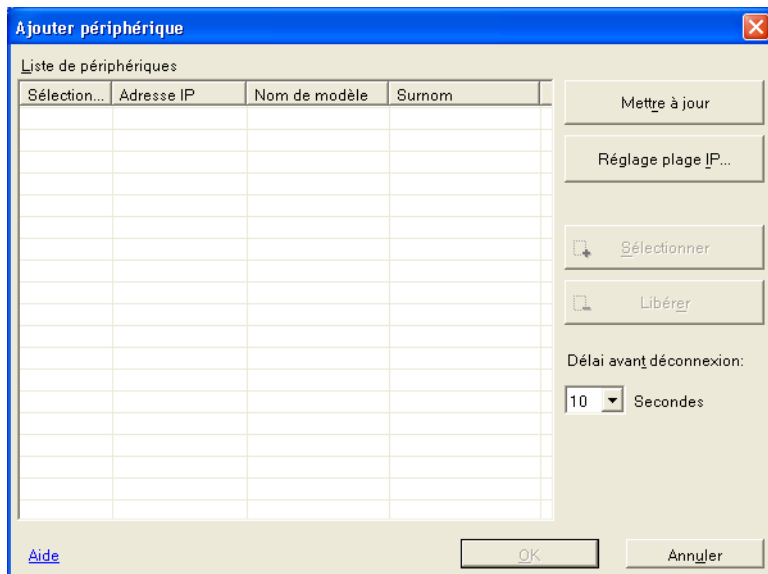 Ajouter périphérique
Liste de périphériques
Sélection... Adresse IP Nom de modèle Surnom
Mettre à jour
Réglage plage IP...
Sélectionner
Libérer
Délai avant déconnexion:
10 Secondes
Aide OK Annuler